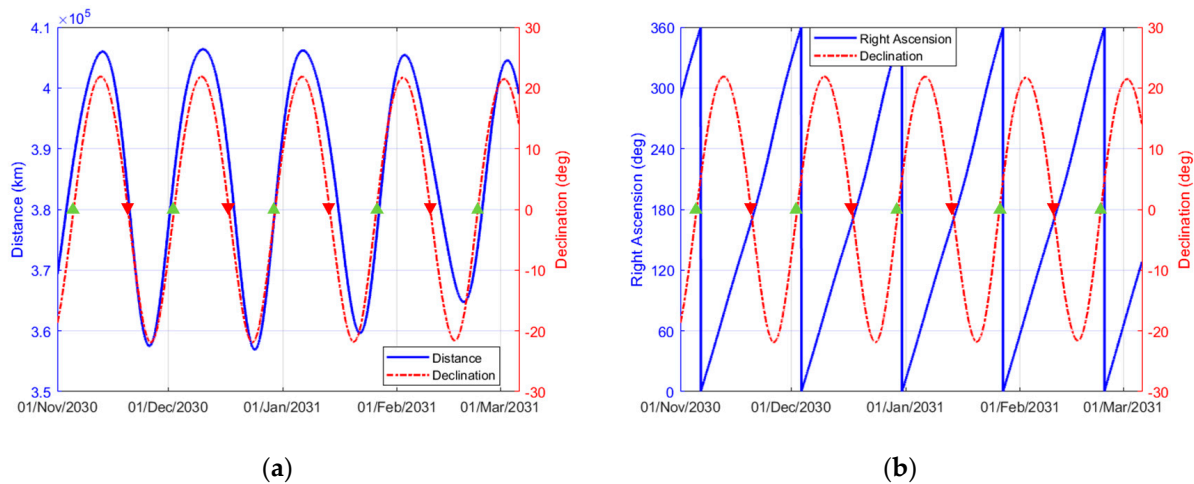 ×10⁵
4.1
4
3.9
3.8
3.7
3.6
3.5
Distance (km)
30
20
10
0
-10
-20
-30
Declination (deg)
Distance
Declination
01/Nov/2030 01/Dec/2030 01/Jan/2031 01/Feb/2031 01/Mar/2031
(a)
360
300
240
180
120
60
0
Right Ascension (deg)
30
20
10
0
-10
-20
-30
Declination (deg)
Right Ascension
Declination
01/Nov/2030 01/Dec/2030 01/Jan/2031 01/Feb/2031 01/Mar/2031
(b)